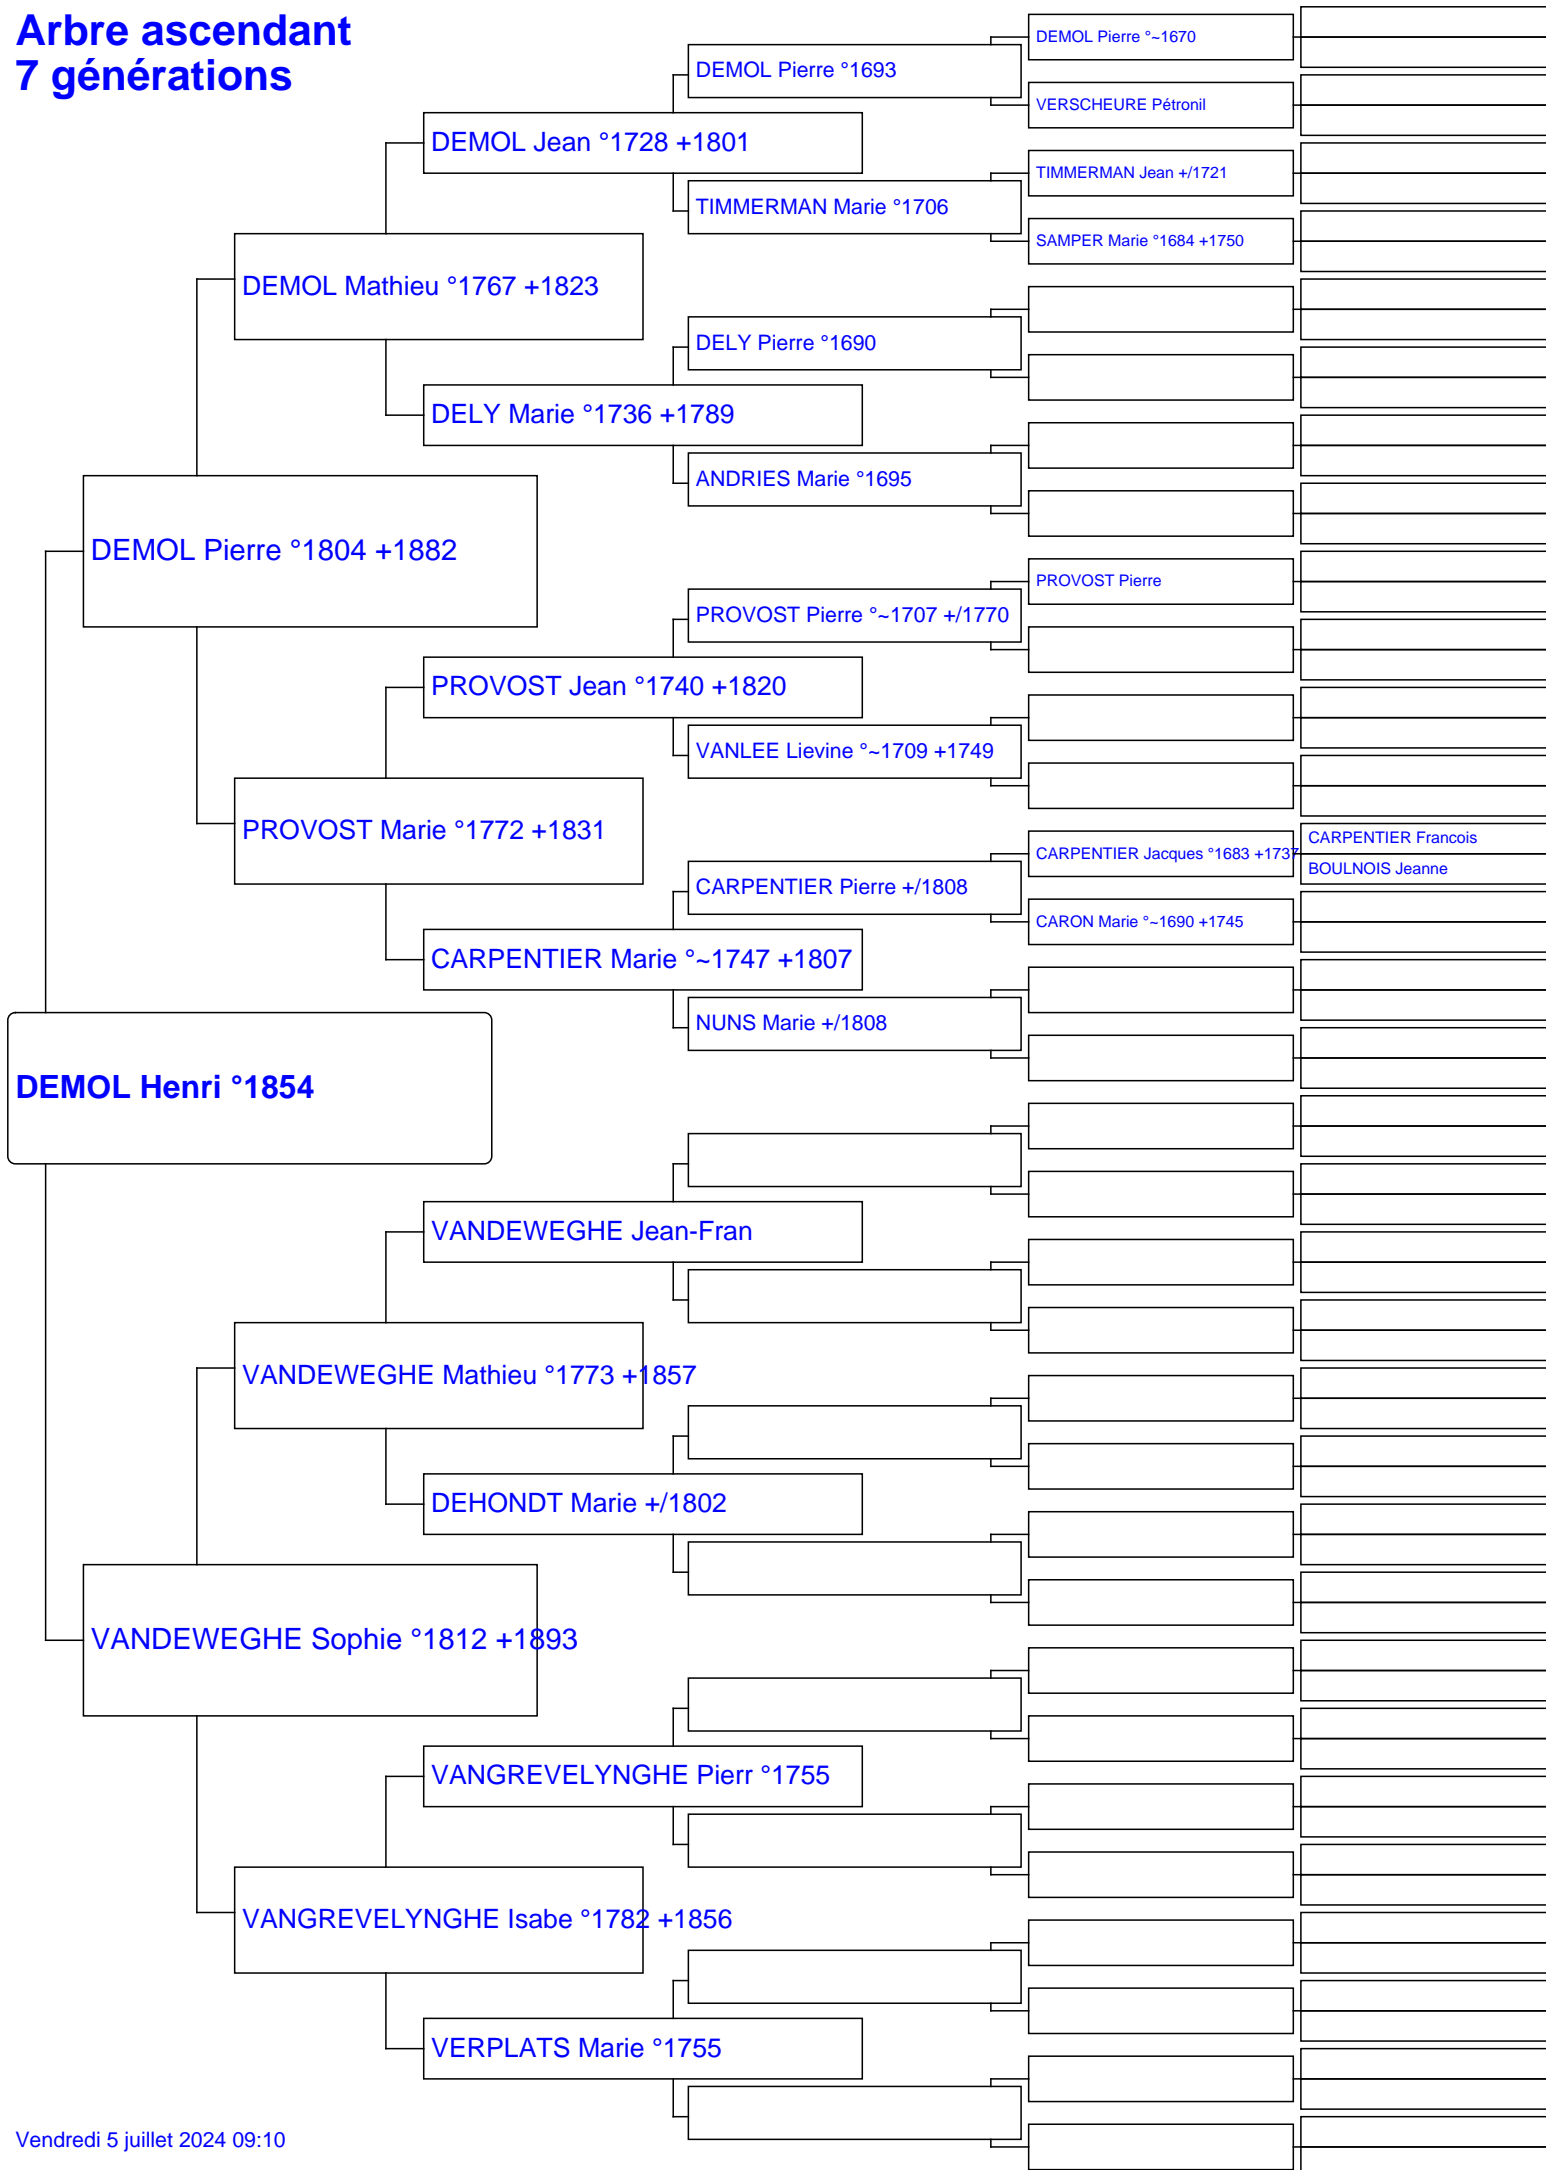 Arbre ascendant
7 générations
DEMOL Pierre °~1670
DEMOL Pierre °1693
VERSCHEURE Pétronil
DEMOL Jean °1728 +1801
TIMMERMAN Jean +/1721
TIMMERMAN Marie °1706
SAMPER Marie °1684 +1750
DEMOL Mathieu °1767 +1823
DELY Pierre °1690
DELY Marie °1736 +1789
ANDRIES Marie °1695
DEMOL Pierre °1804 +1882
PROVOST Pierre
PROVOST Pierre °~1707 +/1770
PROVOST Jean °1740 +1820
VANLEE Lievine °~1709 +1749
PROVOST Marie °1772 +1831
CARPENTIER Francois
CARPENTIER Jacques °1683 +1737
BOULNOIS Jeanne
CARPENTIER Pierre +/1808
CARON Marie °~1690 +1745
CARPENTIER Marie °~1747 +1807
NUNS Marie +/1808
DEMOL Henri °1854
VANDEWEGHE Jean-Fran
VANDEWEGHE Mathieu °1773 +1857
DEHONDT Marie +/1802
VANDEWEGHE Sophie °1812 +1893
VANGREVELYNGHE Pierr °1755
VANGREVELYNGHE Isabe °1782 +1856
VERPLATS Marie °1755
Vendredi 5 juillet 2024 09:10